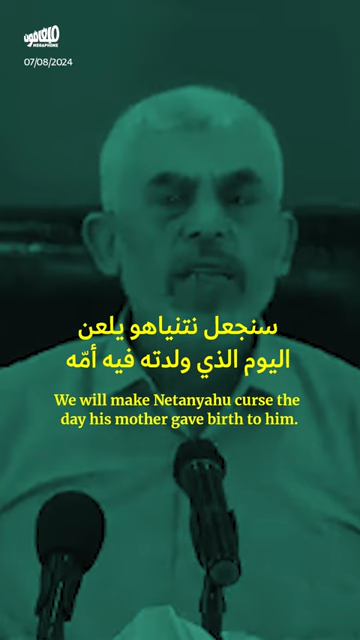 ميغافون
MEGAPHONE
07/08/2024
سنجعل نتنياهو يلعن
اليوم الذي ولدته فيه أمّه
We will make Netanyahu curse the
day his mother gave birth to him.